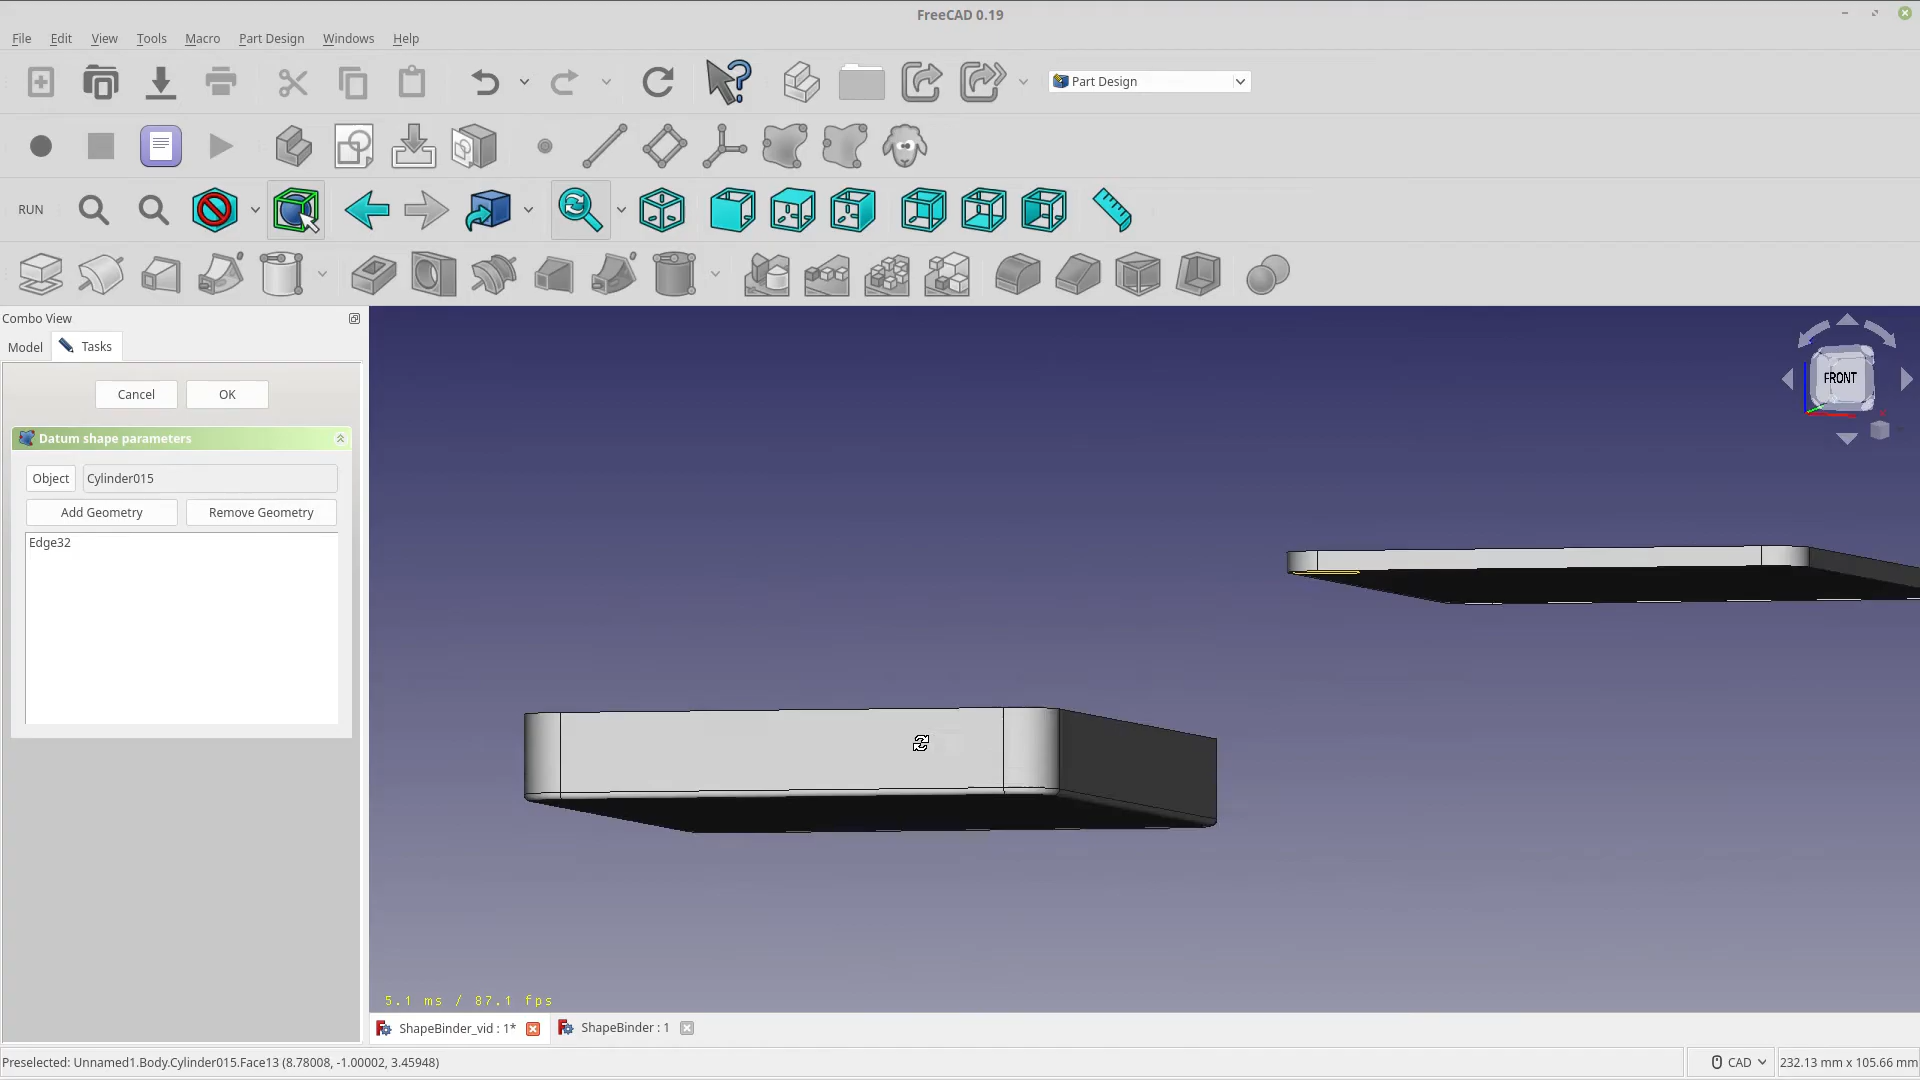 FreeCAD 0.19
File Edit View Tools Macro Part Design Windows Help
Part Design
RUN
Combo View
Model Tasks
Cancel OK
Datum shape parameters
Object Cylinder015
Add Geometry Remove Geometry
Edge32
FRONT
5.1 ms / 87.1 fps
ShapeBinder_vid : 1* ShapeBinder : 1
Preselected: Unnamed1.Body.Cylinder015.Face13 (8.78008, -1.00002, 3.45948) CAD 232.13 mm x 105.66 mm